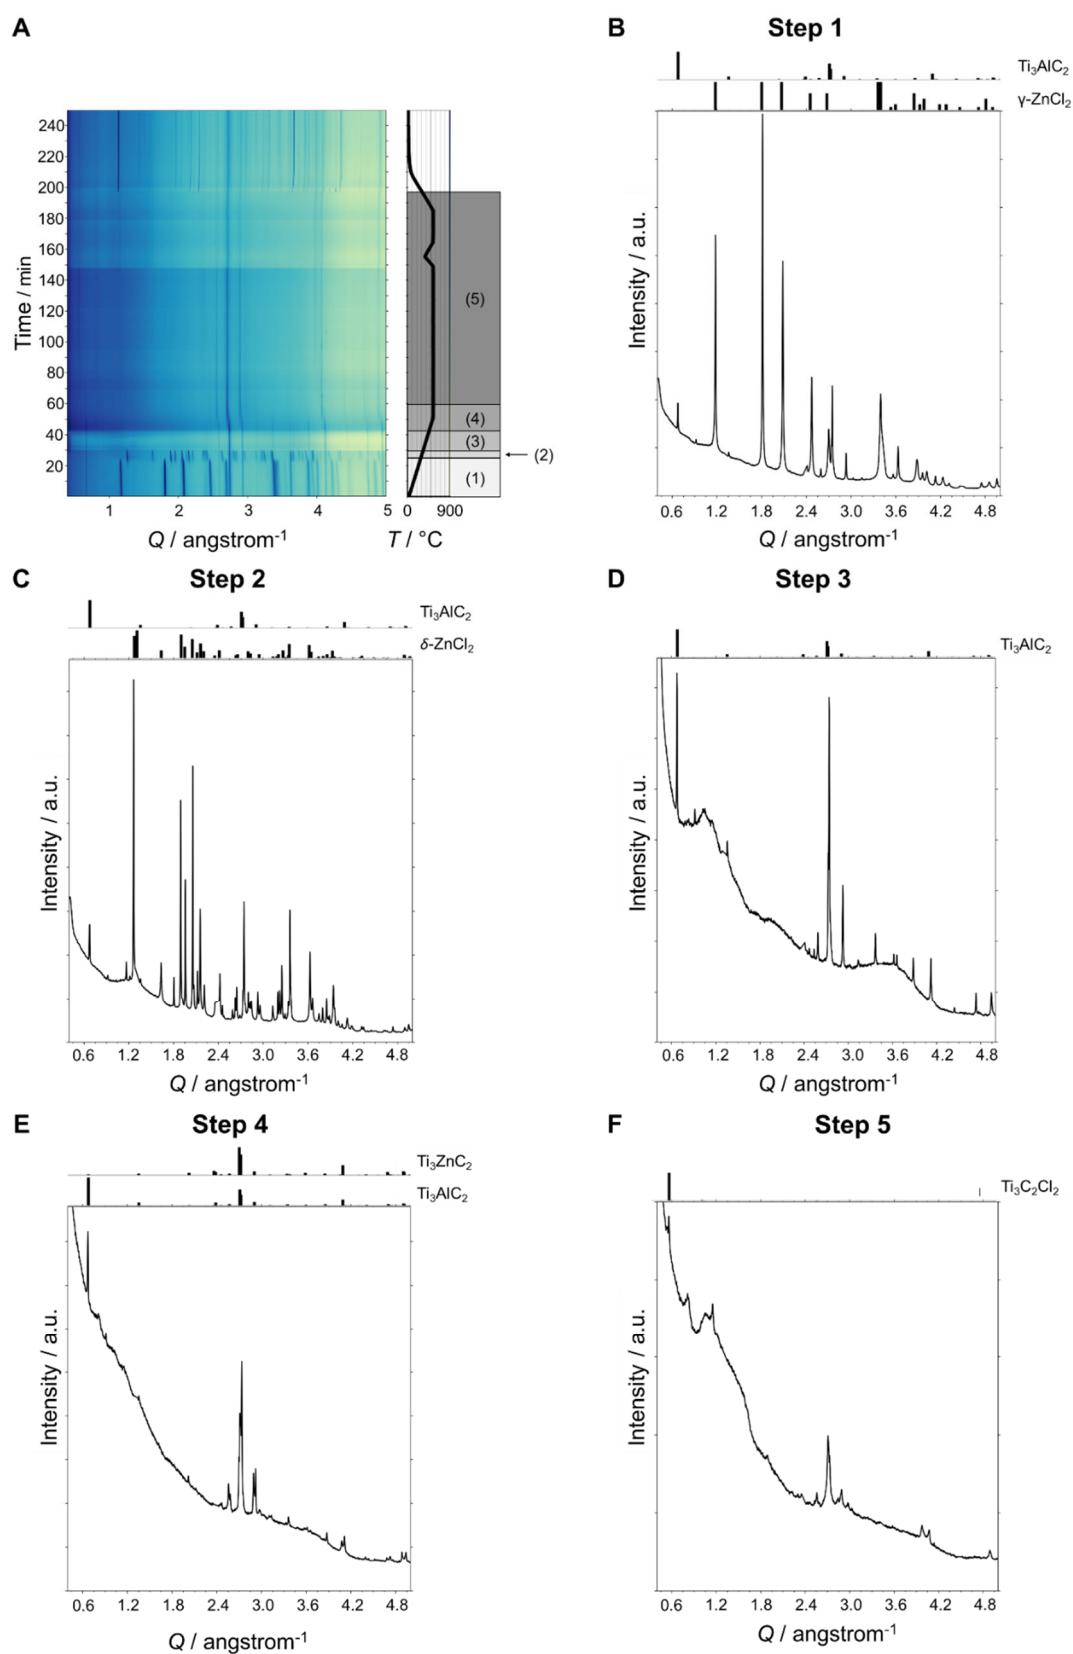 A
B
Step 1
Ti3AlC2
γ-ZnCl2
240
220
200
180
160
140
120
100
80
60
40
20
Time / min
(5)
(4)
(3)
(2)
(1)
1
2
3
4
5
0
900
Q / angstrom-1
T / °C
Intensity / a.u.
0.6
1.2
1.8
2.4
3.0
3.6
4.2
4.8
Q / angstrom-1
C
Step 2
D
Step 3
Ti3AlC2
δ-ZnCl2
Ti3AlC2
Intensity / a.u.
0.6
1.2
1.8
2.4
3.0
3.6
4.2
4.8
Q / angstrom-1
Intensity / a.u.
0.6
1.2
1.8
2.4
3.0
3.6
4.2
4.8
Q / angstrom-1
E
Step 4
F
Step 5
Ti3ZnC2
Ti3AlC2
Ti3C2Cl2
Intensity / a.u.
0.6
1.2
1.8
2.4
3.0
3.6
4.2
4.8
Q / angstrom-1
Intensity / a.u.
0.6
1.2
1.8
2.4
3.0
3.6
4.2
4.8
Q / angstrom-1